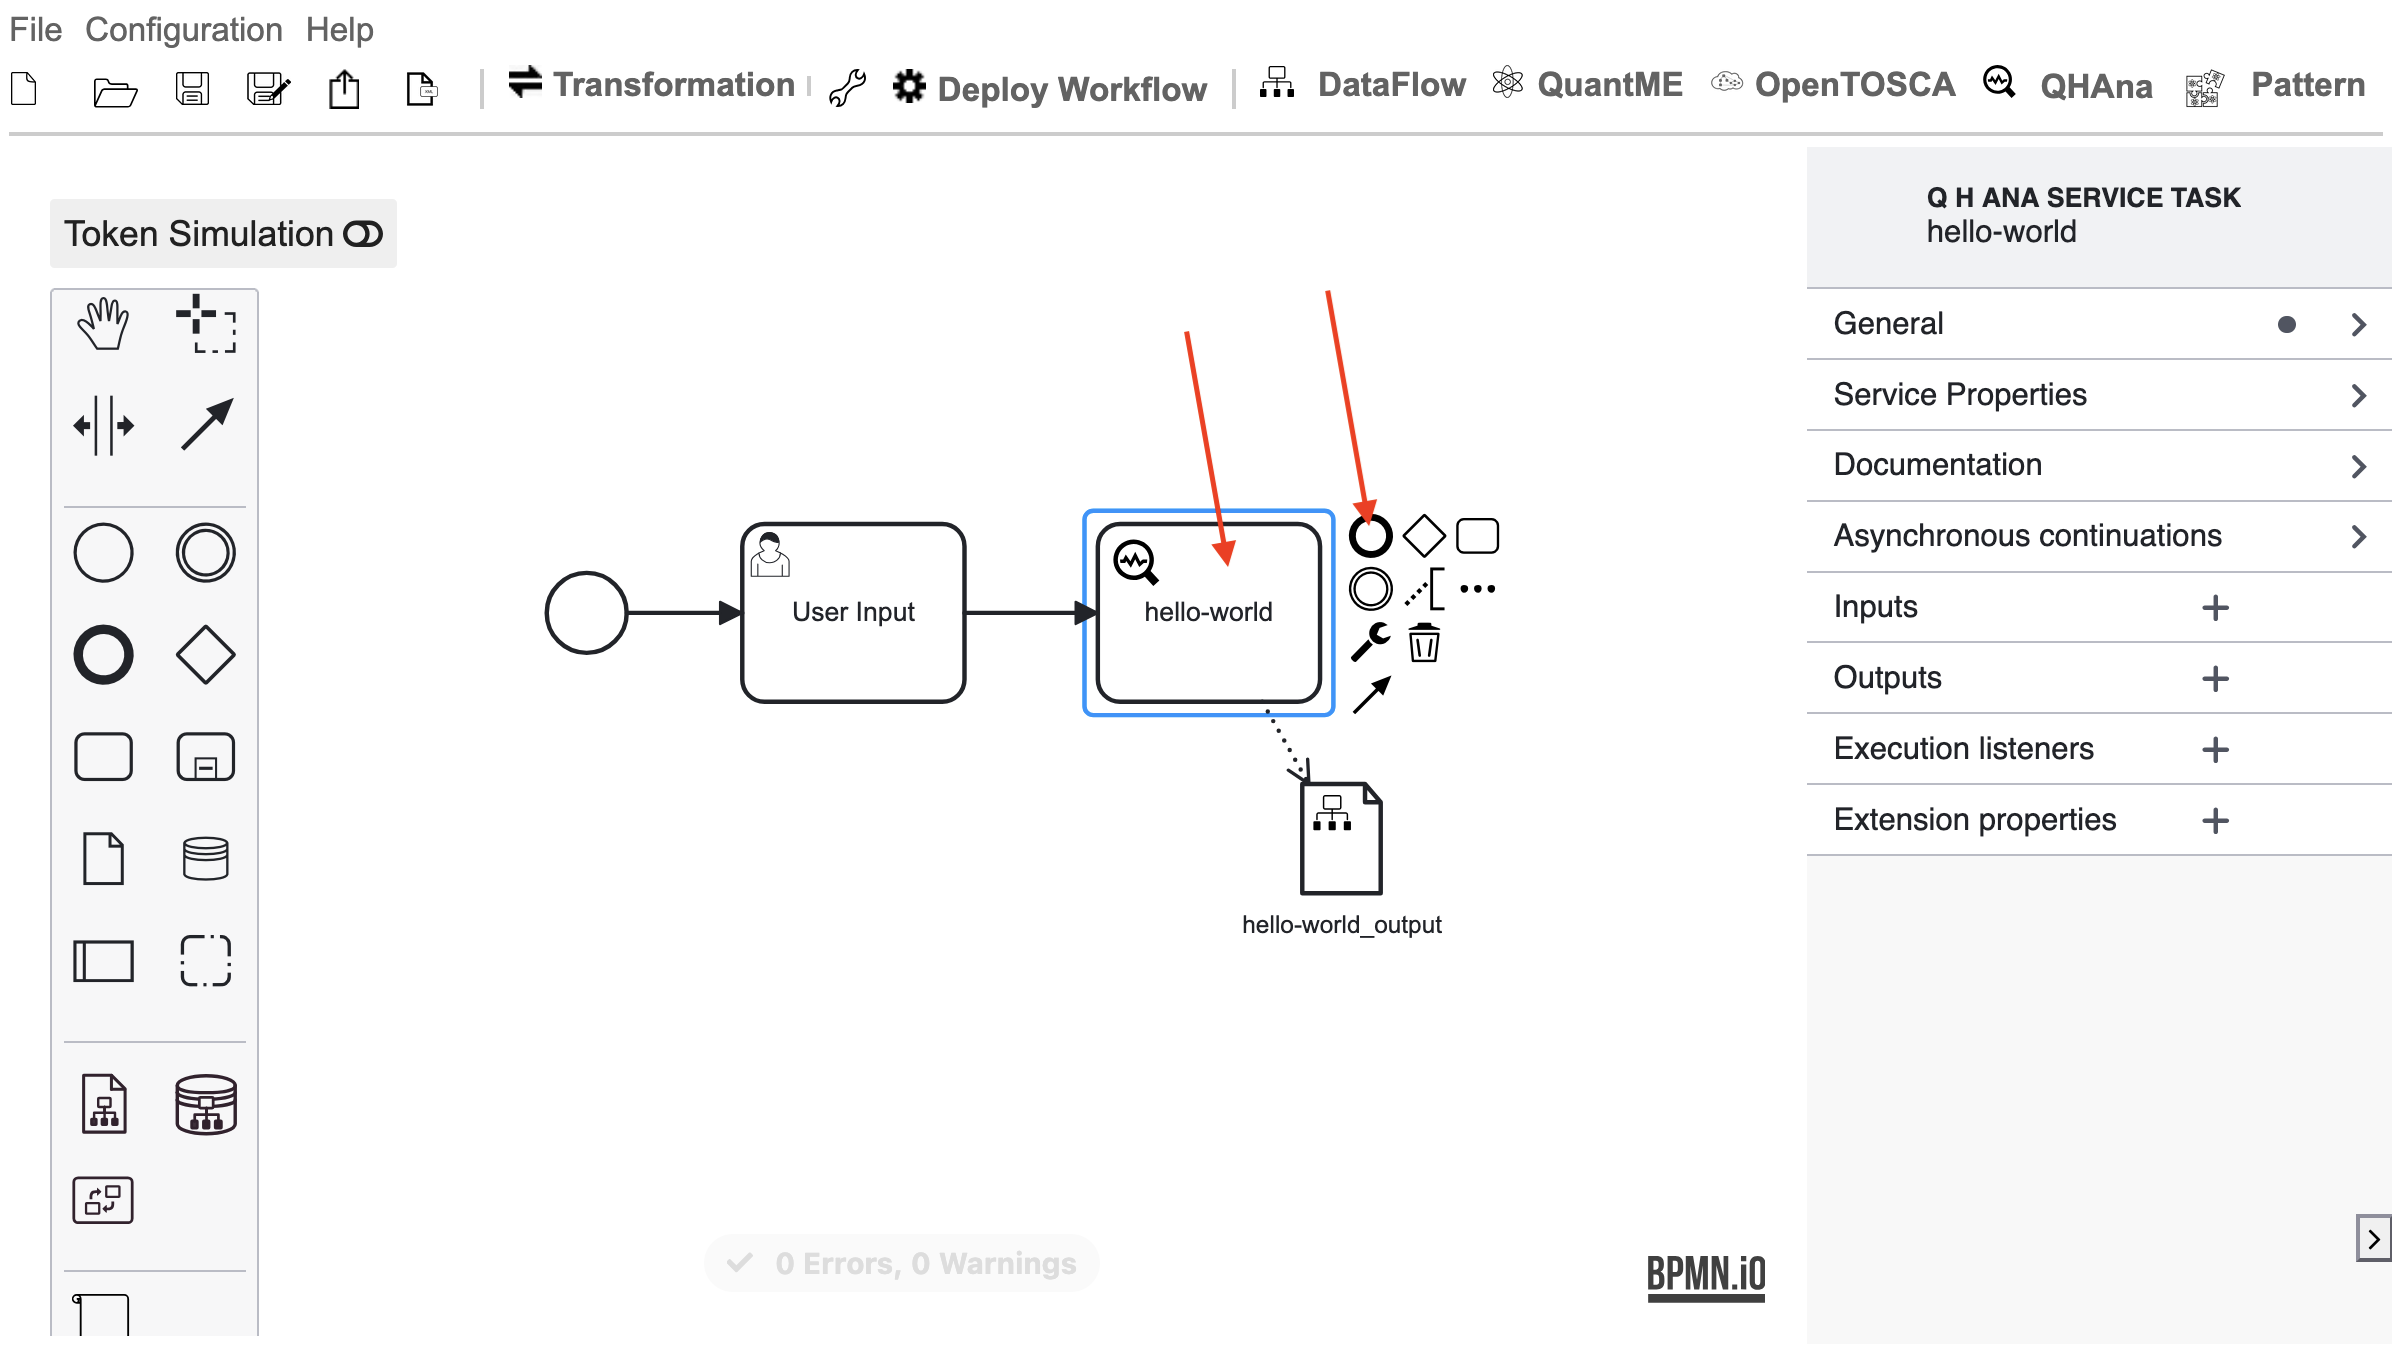 File Configuration Help
Transformation Deploy Workflow DataFlow QuantME OpenTOSCA QHAna Pattern
Token Simulation
User Input
hello-world
hello-world_output
0 Errors, 0 Warnings
BPMN.iO
Q H ANA SERVICE TASK
hello-world
General
Service Properties
Documentation
Asynchronous continuations
Inputs
Outputs
Execution listeners
Extension properties